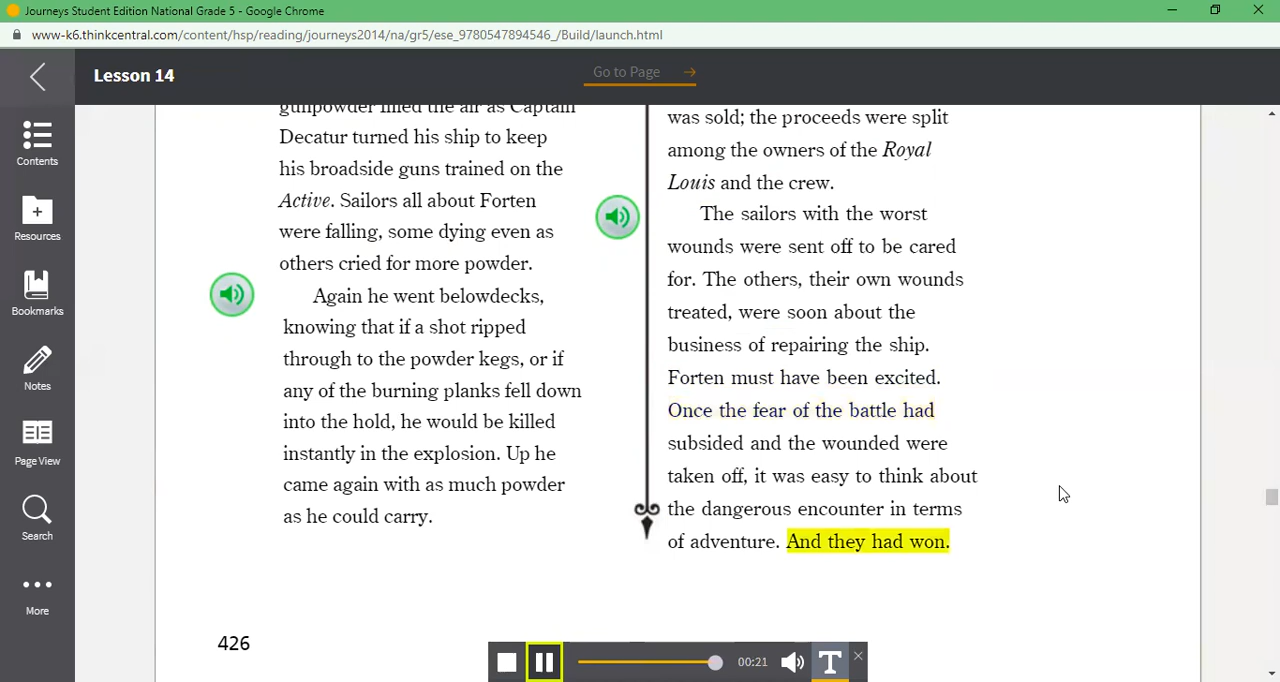 Journeys Student Edition National Grade 5 - Google Chrome
www-k6.thinkcentral.com/content/hsp/reading/journeys2014/na/gr5/ese_9780547894546_/Build/launch.html
Lesson 14
Go to Page
Contents
Resources
Bookmarks
Notes
Page View
Search
More
gunpowder filled the air as Captain
Decatur turned his ship to keep
his broadside guns trained on the
Active. Sailors all about Forten
were falling, some dying even as
others cried for more powder.
Again he went belowdecks,
knowing that if a shot ripped
through to the powder kegs, or if
any of the burning planks fell down
into the hold, he would be killed
instantly in the explosion. Up he
came again with as much powder
as he could carry.
was sold; the proceeds were split
among the owners of the Royal
Louis and the crew.
The sailors with the worst
wounds were sent off to be cared
for. The others, their own wounds
treated, were soon about the
business of repairing the ship.
Forten must have been excited.
Once the fear of the battle had
subsided and the wounded were
taken off, it was easy to think about
the dangerous encounter in terms
of adventure. And they had won.
426
00:21
T